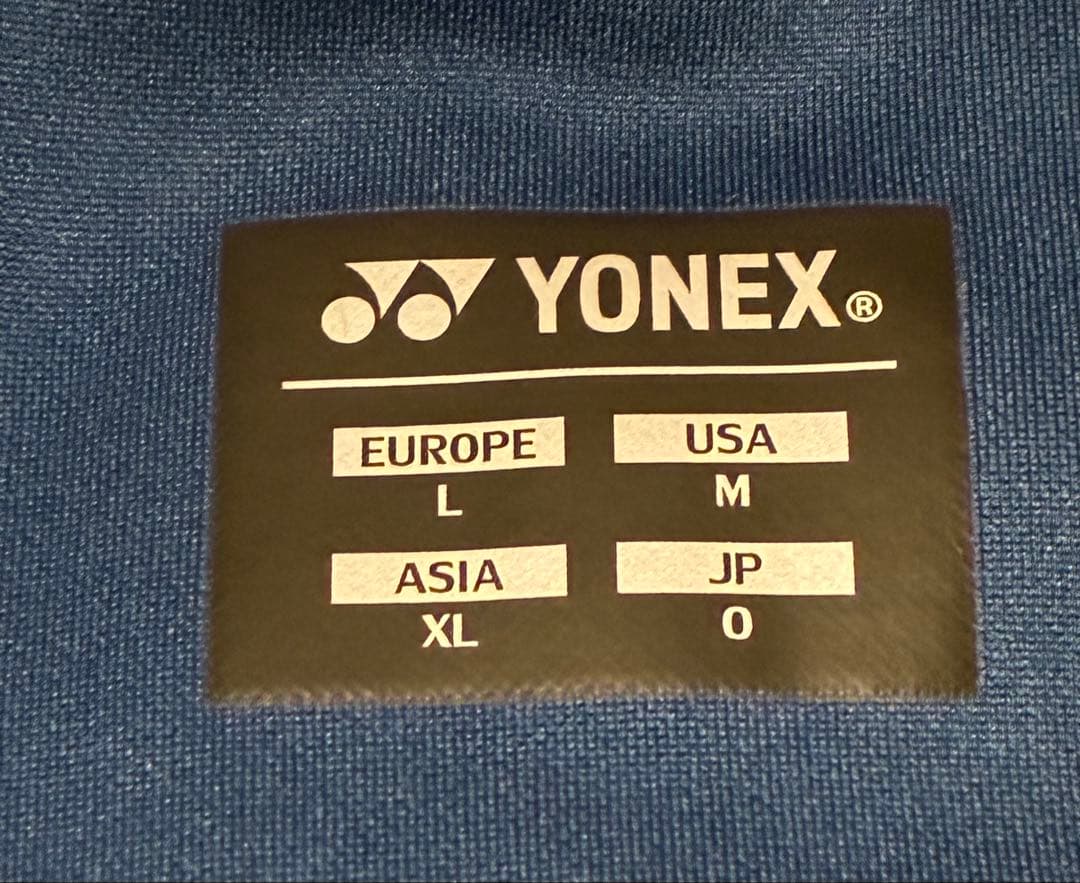 YONEX®
EUROPE USA
L M
ASIA JP
XL O